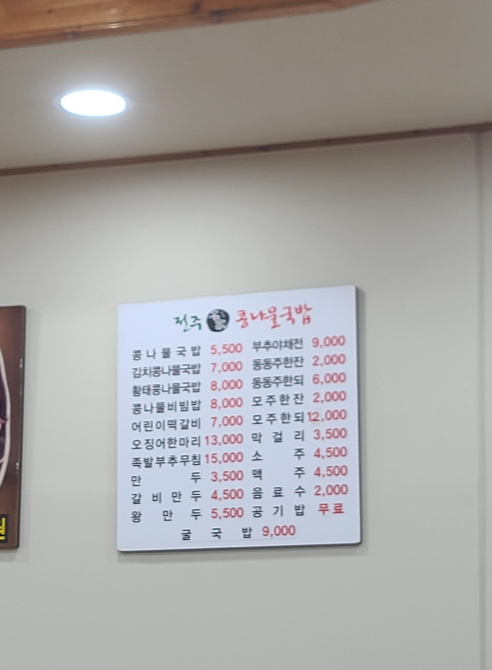 전주 콩나물국밥
콩나물국밥 5,500 부추야채전 9,000
김치콩나물국밥 7,000 동동주한잔 2,000
황태콩나물국밥 8,000 동동주한되 6,000
콩나물비빔밥 8,000 모주한잔 2,000
어린이떡갈비 7,000 모주한되 12,000
오징어한마리 13,000 막걸리 3,500
족발부추무침 15,000 소주 4,500
만두 3,500 맥주 4,500
갈비만두 4,500 음료수 2,000
왕만두 5,500 공기밥 무료
굴국밥 9,000